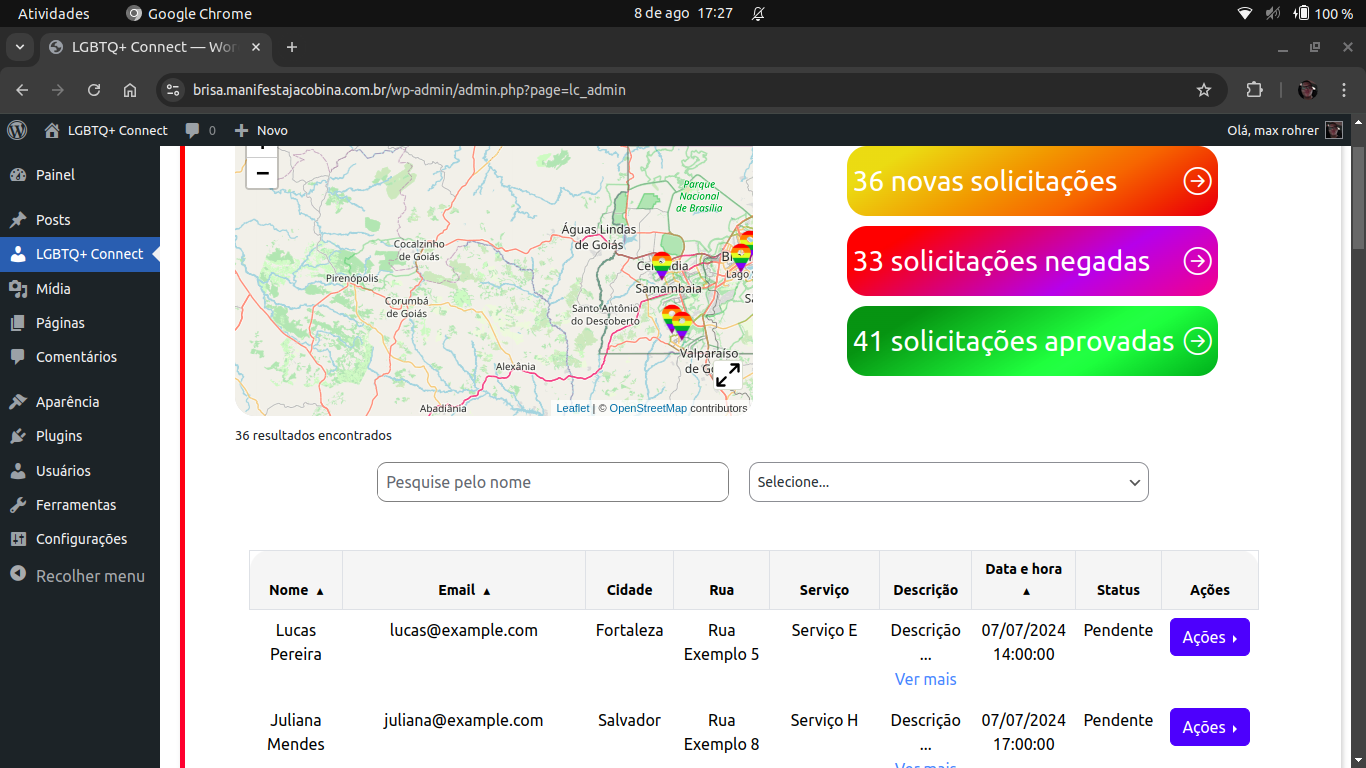 Atividades
Google Chrome
8 de ago 17:27
100 %
LGBTQ+ Connect — Wor
brisa.manifestajacobina.com.br/wp-admin/admin.php?page=lc_admin
LGBTQ+ Connect
0
Novo
Olá, max rohrer
Painel
Posts
LGBTQ+ Connect
Mídia
Páginas
Comentários
Aparência
Plugins
Usuários
Ferramentas
Configurações
Recolher menu
−
Parque
Nacional
de Brasília
Águas Lindas
de Goiás
Cocalzinho
de Goiás
Pirenópolis
Corumbá
de Goiás
Samambaia
Santo Antônio
do Descoberto
Valparaíso
Alexânia
Abadiânia
Leaflet | © OpenStreetMap contributors
36 novas solicitações
33 solicitações negadas
41 solicitações aprovadas
36 resultados encontrados
Pesquise pelo nome
Selecione...
Nome ▲ Email ▲ Cidade Rua Serviço Descrição Data e hora ▲ Status Ações
Lucas Pereira lucas@example.com Fortaleza Rua Exemplo 5 Serviço E Descrição ... Ver mais 07/07/2024 14:00:00 Pendente Ações
Juliana Mendes juliana@example.com Salvador Rua Exemplo 8 Serviço H Descrição ... Ver mais 07/07/2024 17:00:00 Pendente Ações